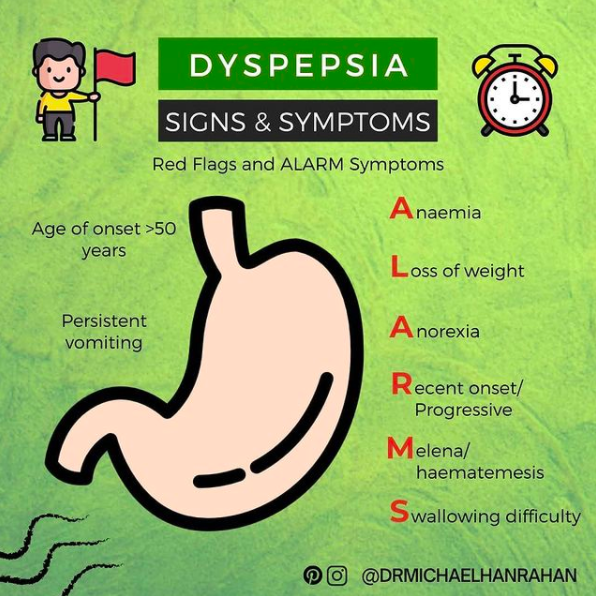 DYSPEPSIA
SIGNS & SYMPTOMS
Red Flags and ALARM Symptoms
Age of onset >50
years
Persistent
vomiting
Anaemia
Loss of weight
Anorexia
Recent onset/
Progressive
Melena/
haematemesis
Swallowing difficulty
@DRMICHAELHANRAHAN